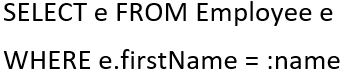 SELECT e FROM Employee e
WHERE e.firstName = :name